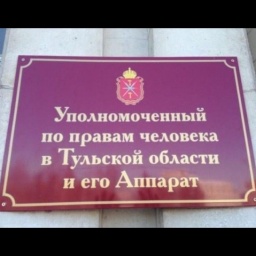 Уполномоченный
по правам человека
в Тульской области
и его Аппарат